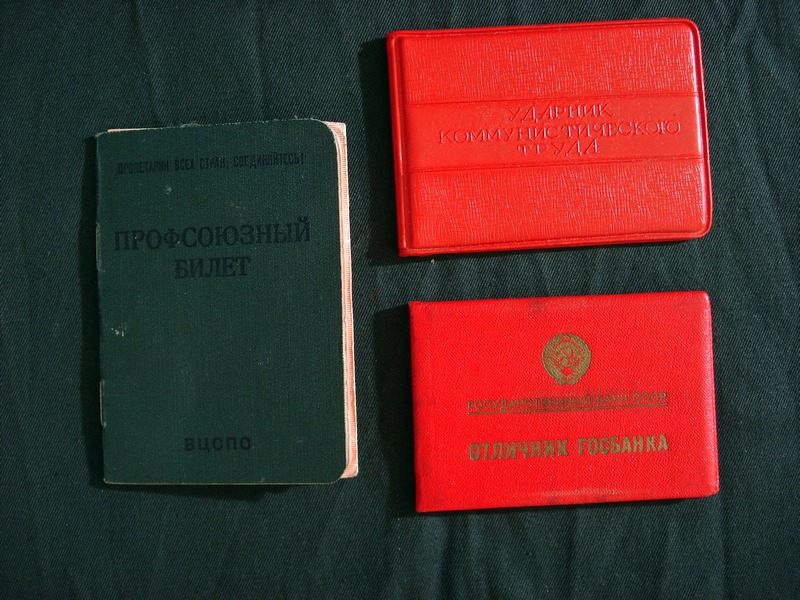 ПРОЛЕТАРИИ ВСЕХ СТРАН, СОЕДИНЯЙТЕСЬ!
ПРОФСОЮЗНЫЙ
БИЛЕТ
ВЦСПС
УДАРНИК
КОММУНИСТИЧЕСКОГО
ТРУДА
ГОСУДАРСТВЕННЫЙ БАНК СССР
ОТЛИЧНИК ГОСБАНКА